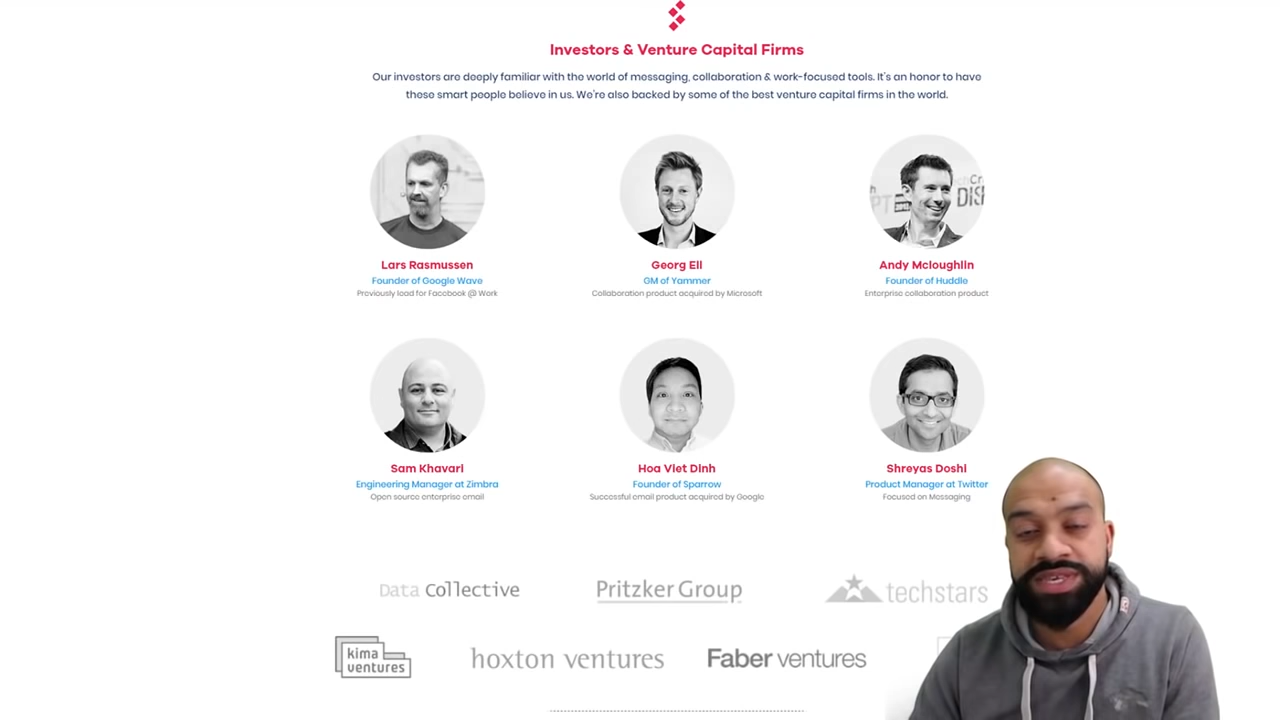 Investors & Venture Capital Firms
Our investors are deeply familiar with the world of messaging, collaboration & work-focused tools. It's an honor to have
these smart people believe in us. We're also backed by some of the best venture capital firms in the world.
Lars Rasmussen
Founder of Google Wave
Previously lead for Facebook @ Work
Georg Ell
GM of Yammer
Collaboration product acquired by Microsoft
Andy Mcloughlin
Founder of Huddle
Enterprise collaboration product
Sam Khavari
Engineering Manager at Zimbra
Open source enterprise email
Hoa Viet Dinh
Founder of Sparrow
Successful email product acquired by Google
Shreyas Doshi
Product Manager at Twitter
Focused on Messaging
Data Collective
Pritzker Group
techstars
kima
ventures
hoxton ventures
Faber ventures